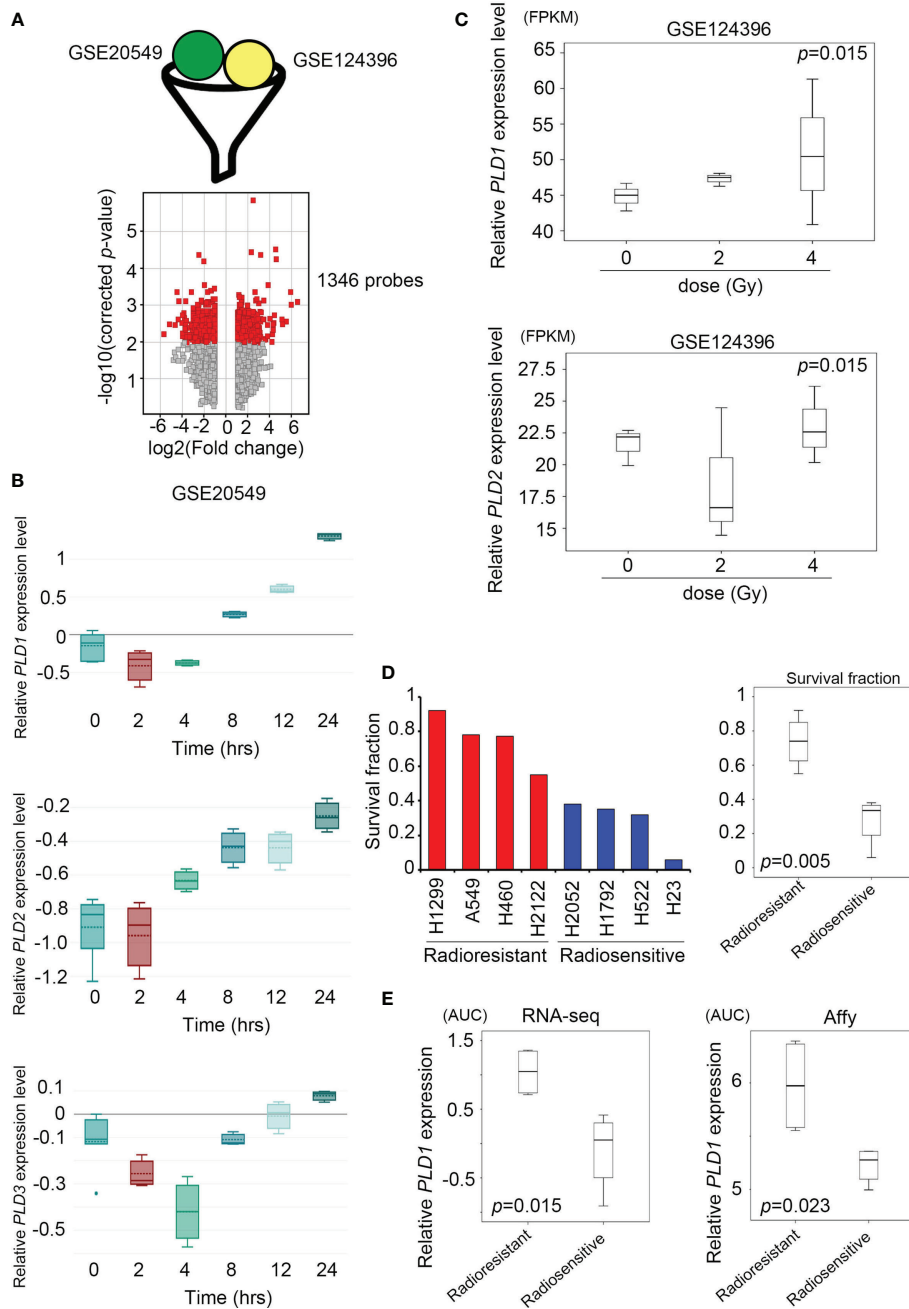 A
GSE20549
GSE124396
-log10(corrected p-value)
5
4
3
2
1
-6 -4 -2 0 2 4 6
log2(Fold change)
1346 probes
B
GSE20549
Relative PLD1 expression level
1
0.5
0
-0.5
0 2 4 8 12 24
Time (hrs)
Relative PLD2 expression level
-0.2
-0.4
-0.6
-0.8
-1.0
-1.2
0 2 4 8 12 24
Time (hrs)
Relative PLD3 expression level
0.1
0
-0.1
-0.3
-0.5
0 2 4 8 12 24
Time (hrs)
C
(FPKM)
GSE124396
Relative PLD1 expression level
65
60
55
50
45
40
p=0.015
0 2 4
dose (Gy)
(FPKM)
GSE124396
Relative PLD2 expression level
27.5
25
22.5
20
17.5
15
p=0.015
0 2 4
dose (Gy)
D
Survival fraction
1
0.8
0.6
0.4
0.2
0
H1299 A549 H460 H2122 H2052 H1792 H522 H23
Radioresistant Radiosensitive
Survival fraction
1
0.8
0.6
0.4
0.2
0
p=0.005
Radioresistant
Radiosensitive
E
(AUC)
RNA-seq
Relative PLD1 expression
1.5
0.5
-0.5
p=0.015
Radioresistant
Radiosensitive
(AUC)
Affy
Relative PLD1 expression
6
5
p=0.023
Radioresistant
Radiosensitive